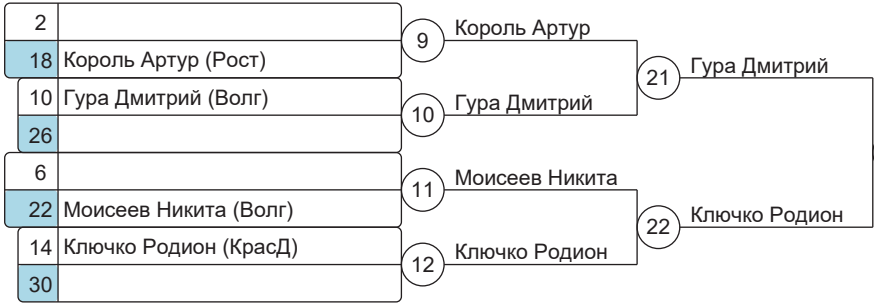 2
18 Король Артур (Рост)
10 Гура Дмитрий (Волг)
26
6
22 Моисеев Никита (Волг)
14 Ключко Родион (КрасД)
30
9 Король Артур
10 Гура Дмитрий
11 Моисеев Никита
12 Ключко Родион
21 Гура Дмитрий
22 Ключко Родион